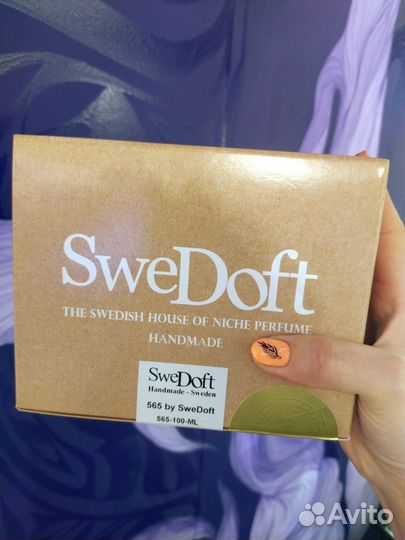 SweDoft
THE SWEDISH HOUSE OF NICHE PERFUME
HANDMADE
SweDoft
Handmade - Sweden
565 by SweDoft
565-100-ML
Avito